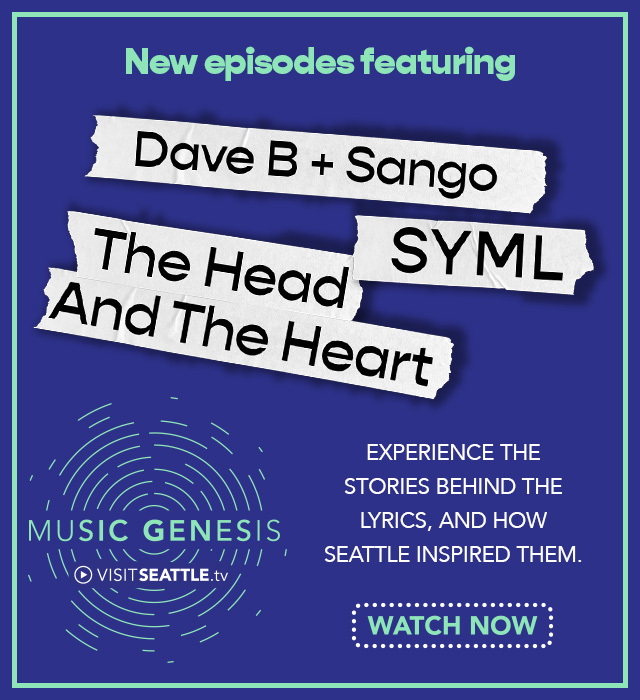 New episodes featuring
Dave B + Sango
SYML
The Head
And The Heart
EXPERIENCE THE
STORIES BEHIND THE
LYRICS, AND HOW
SEATTLE INSPIRED THEM.
MUSIC GENESIS
VISITSEATTLE.tv
WATCH NOW